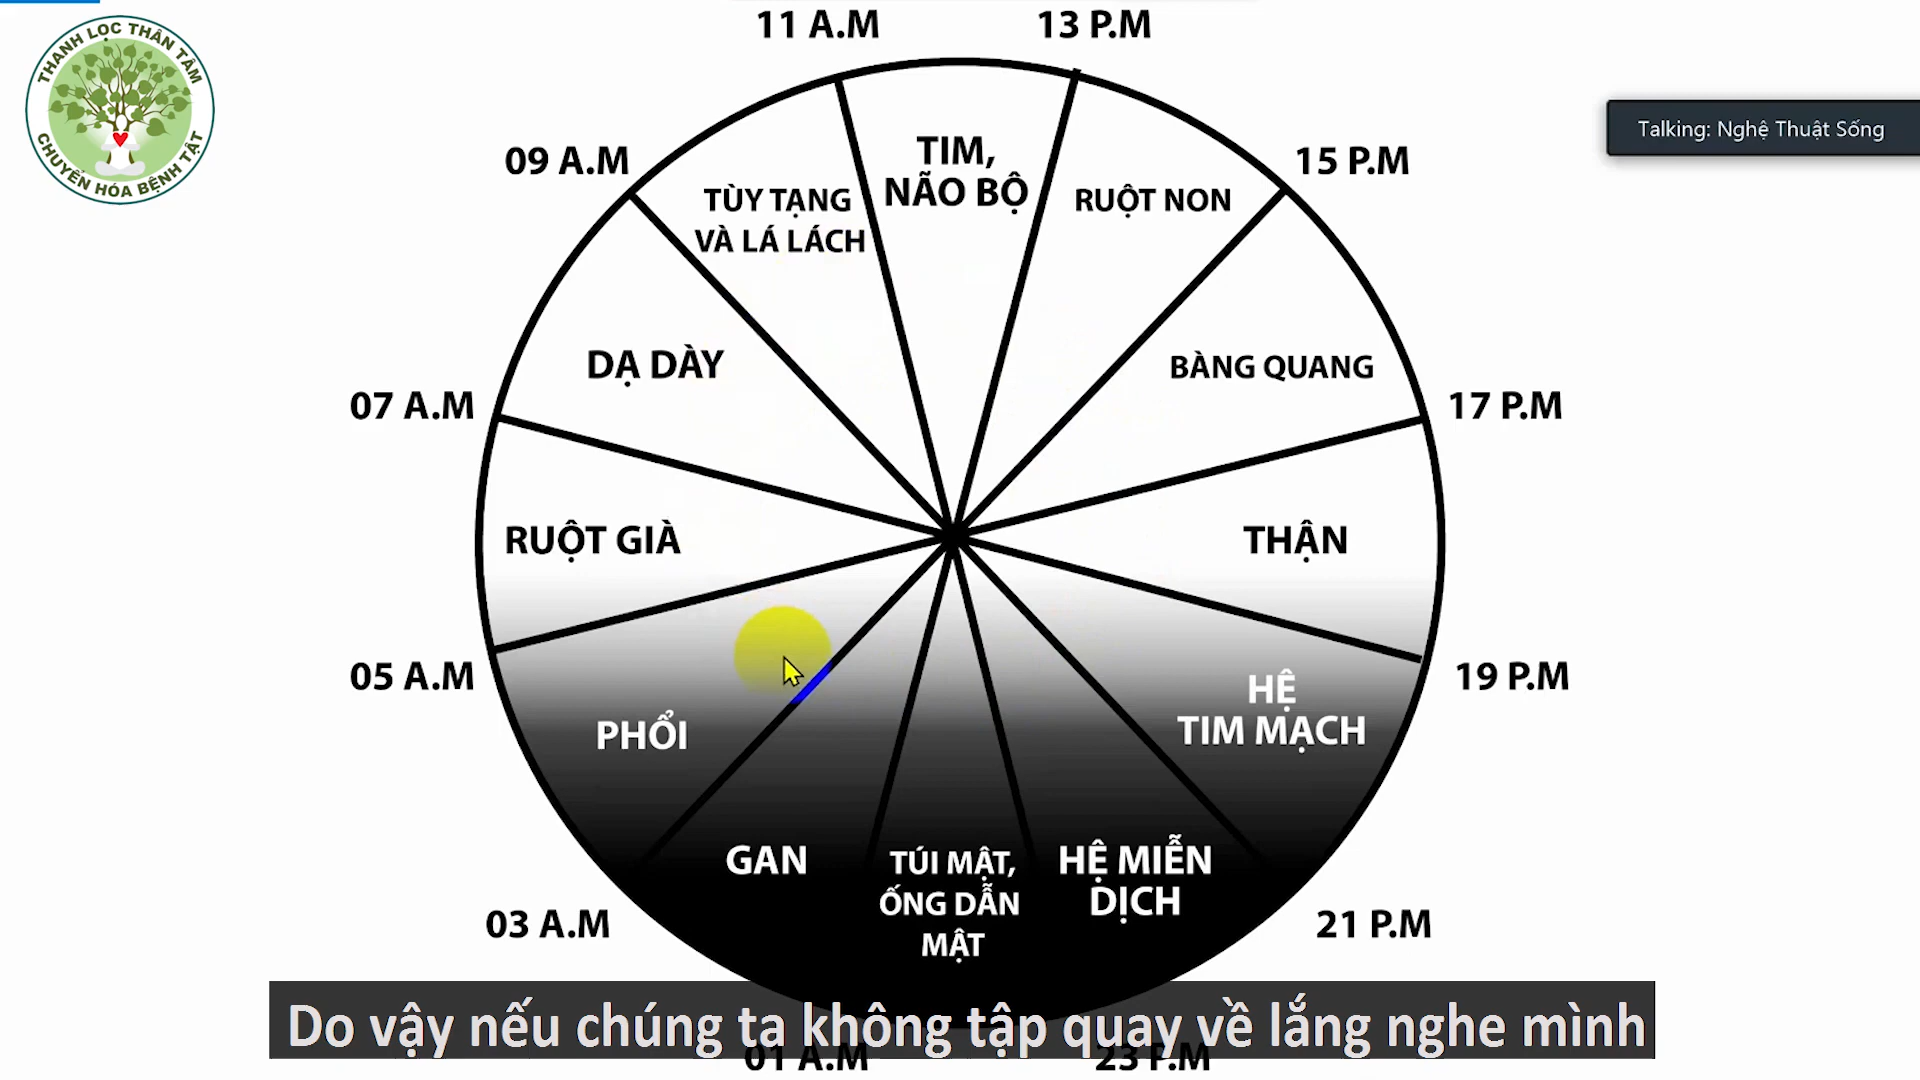 THANH LỌC THÂN TÂM
CHUYỂN HÓA BỆNH TẬT
11 A.M
13 P.M
Talking: Nghệ Thuật Sống
09 A.M
15 P.M
TIM,
NÃO BỘ
TÙY TẠNG
VÀ LÁ LÁCH
RUỘT NON
DẠ DÀY
BÀNG QUANG
07 A.M
17 P.M
RUỘT GIÀ
THẬN
05 A.M
19 P.M
PHỔI
HỆ
TIM MẠCH
GAN
TÚI MẬT,
ỐNG DẪN
MẬT
HỆ MIỄN
DỊCH
03 A.M
21 P.M
Do vậy nếu chúng ta không tập quay về lắng nghe mình
01 A.M
23 P.M